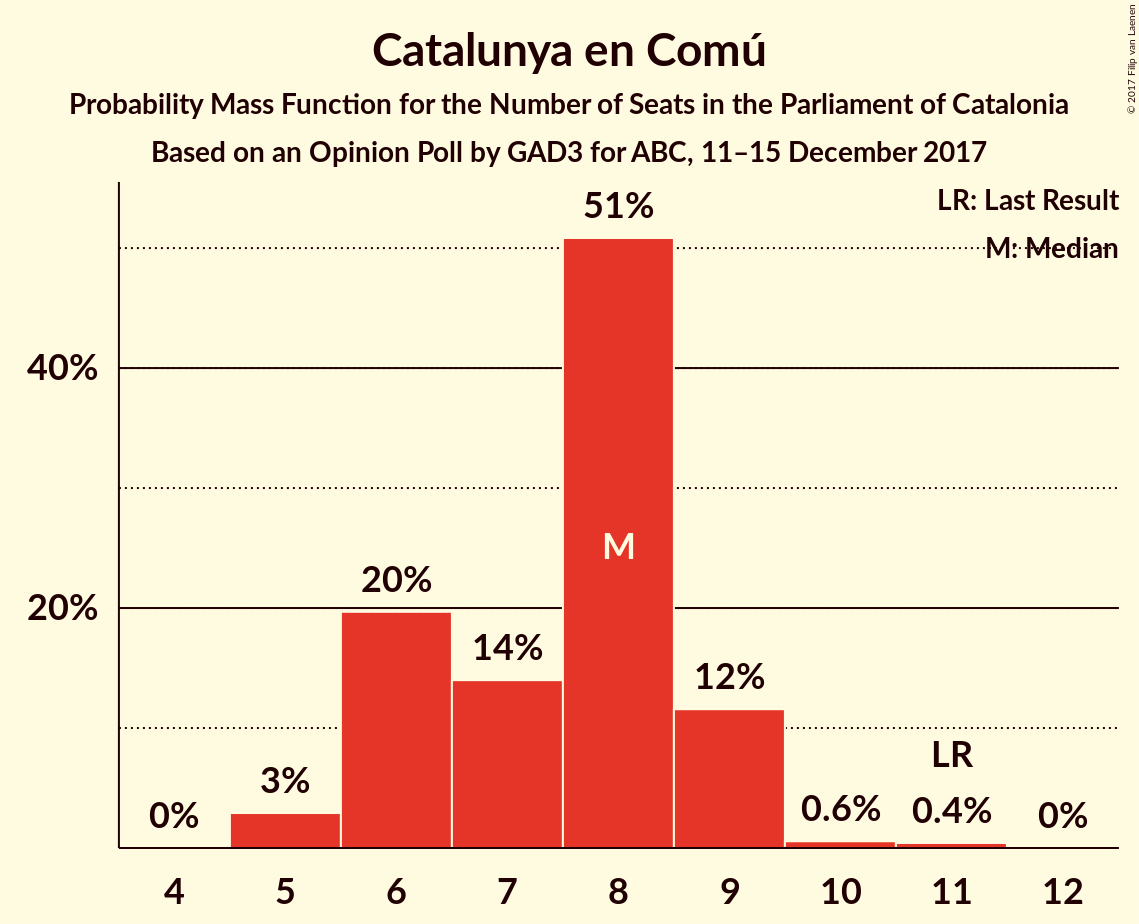 Catalunya en Comú
Probability Mass Function for the Number of Seats in the Parliament of Catalonia
Based on an Opinion Poll by GAD3 for ABC, 11–15 December 2017
© 2017 Filip van Laenen
LR: Last Result
M: Median
51%
40%
M
20%
20%
14%
12%
LR
3%
0%
0.6%
0.4%
0%
4 5 6 7 8 9 10 11 12